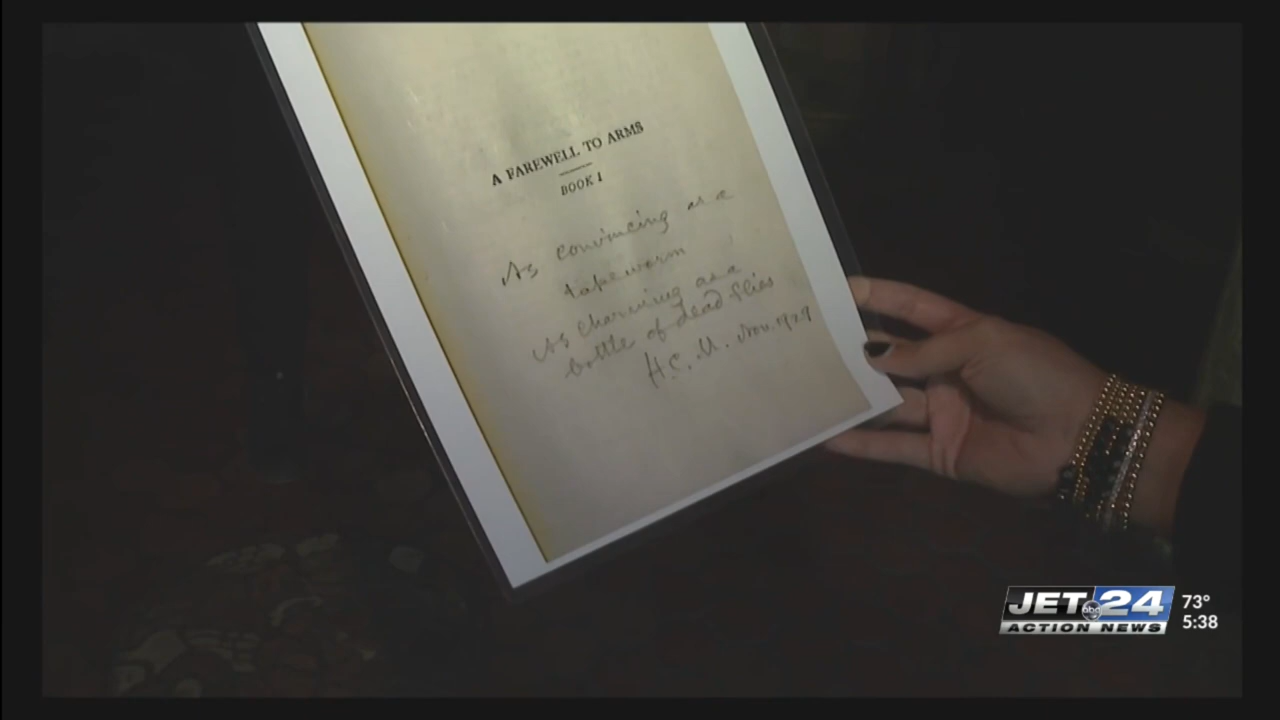 A FAREWELL TO ARMS
BOOK I
As convincing as a
tapeworm
As charming as a
bottle of dead flies
H.C.M. Nov. 1929
JET abc 24
ACTION NEWS
73°
5:38